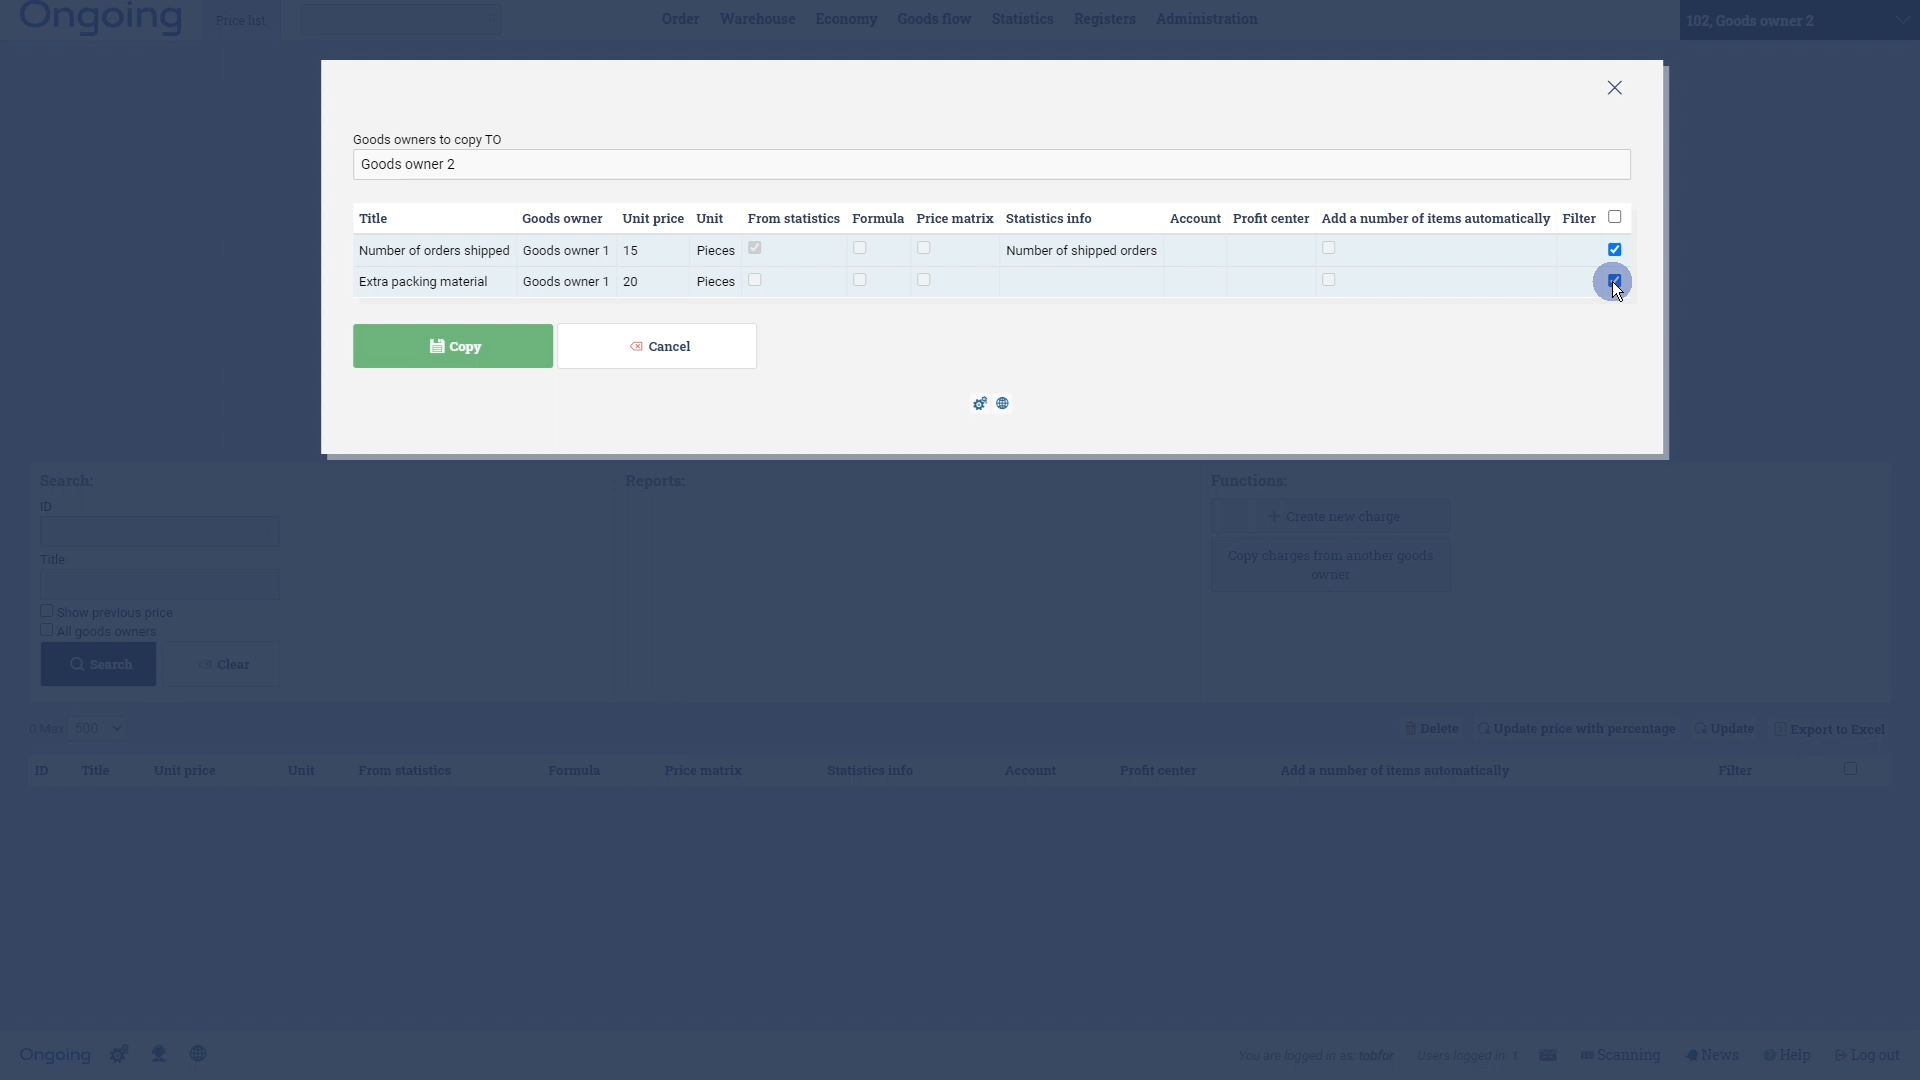 Ongoing
Price list
Order
Warehouse
Economy
Goods flow
Statistics
Registers
Administration
102, Goods owner 2
Goods owners to copy TO
Goods owner 2
Title Goods owner Unit price Unit From statistics Formula Price matrix Statistics info Account Profit center Add a number of items automatically Filter
Number of orders shipped Goods owner 1 15 Pieces Number of shipped orders
Extra packing material Goods owner 1 20 Pieces
Copy
Cancel
Search:
ID
Title
Show previous price
All goods owners
Search
Clear
Reports:
Functions:
Create new charge
Copy charges from another goods
owner
0 Max 500
Delete
Update price with percentage
Update
Export to Excel
ID Title Unit price Unit From statistics Formula Price matrix Statistics info Account Profit center Add a number of items automatically Filter
Ongoing
You are logged in as: tobfor
Users logged in: 1
Scanning
News
Help
Log out